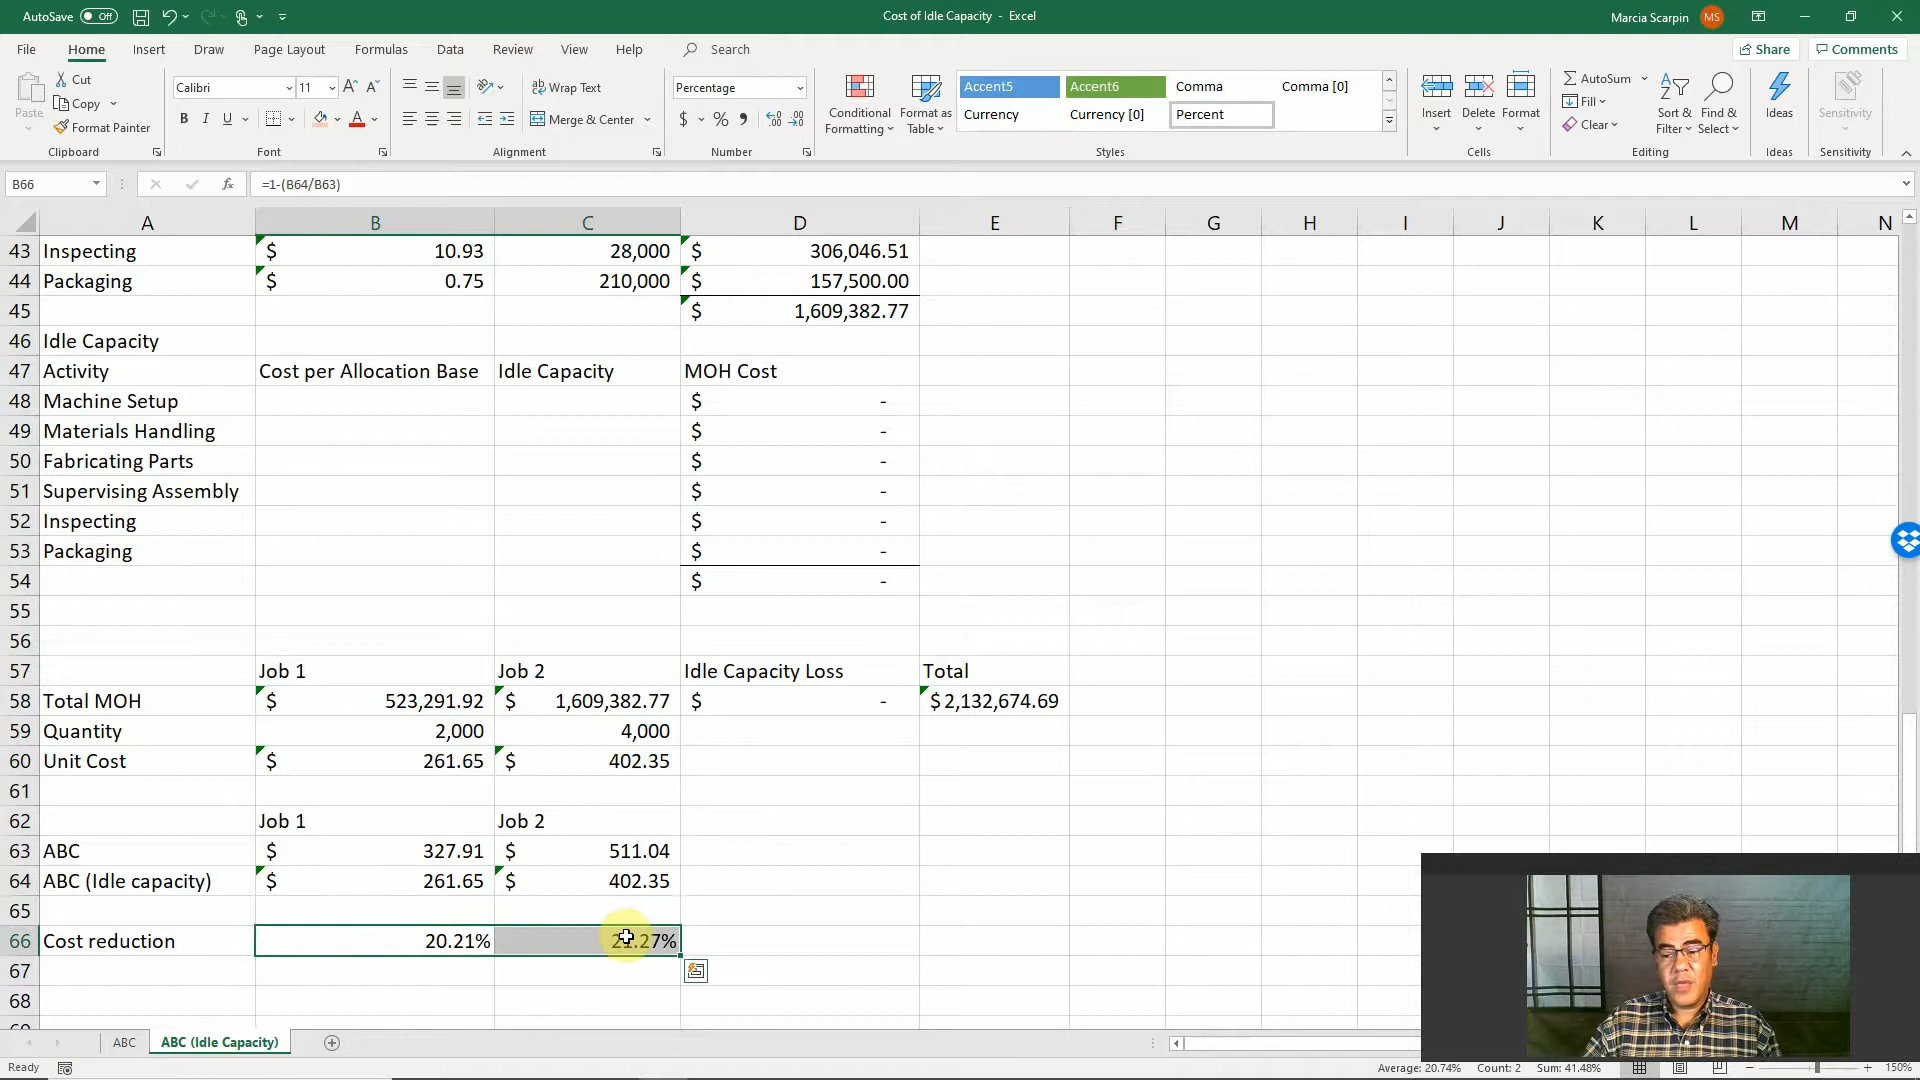 AutoSave Off
Cost of Idle Capacity - Excel
Marcia Scarpin MS
File Home Insert Draw Page Layout Formulas Data Review View Help Search
Share Comments
Paste
Cut
Copy
Format Painter
Clipboard
Calibri 11
B I U
Font
Wrap Text
Merge & Center
Alignment
Percentage
$ % 9
Number
Conditional Formatting
Format as Table
Accent5 Accent6 Comma Comma [0]
Currency Currency [0] Percent
Styles
Insert Delete Format
Cells
AutoSum
Fill
Clear
Sort & Filter
Find & Select
Editing
Ideas
Ideas
Sensitivity
Sensitivity
B66 fx =1-(B64/B63)
A B C D E F G H I J K L M N
43 Inspecting $ 10.93 28,000 $ 306,046.51
44 Packaging $ 0.75 210,000 $ 157,500.00
45 $ 1,609,382.77
46 Idle Capacity
47 Activity Cost per Allocation Base Idle Capacity MOH Cost
48 Machine Setup $ -
49 Materials Handling $ -
50 Fabricating Parts $ -
51 Supervising Assembly $ -
52 Inspecting $ -
53 Packaging $ -
54 $ -
55
56
57 Job 1 Job 2 Idle Capacity Loss Total
58 Total MOH $ 523,291.92 $ 1,609,382.77 $ - $ 2,132,674.69
59 Quantity 2,000 4,000
60 Unit Cost $ 261.65 $ 402.35
61
62 Job 1 Job 2
63 ABC $ 327.91 $ 511.04
64 ABC (Idle capacity) $ 261.65 $ 402.35
65
66 Cost reduction 20.21% 21.27%
67
68
ABC ABC (Idle Capacity)
Ready
Average: 20.74% Count: 2 Sum: 41.48%
150%